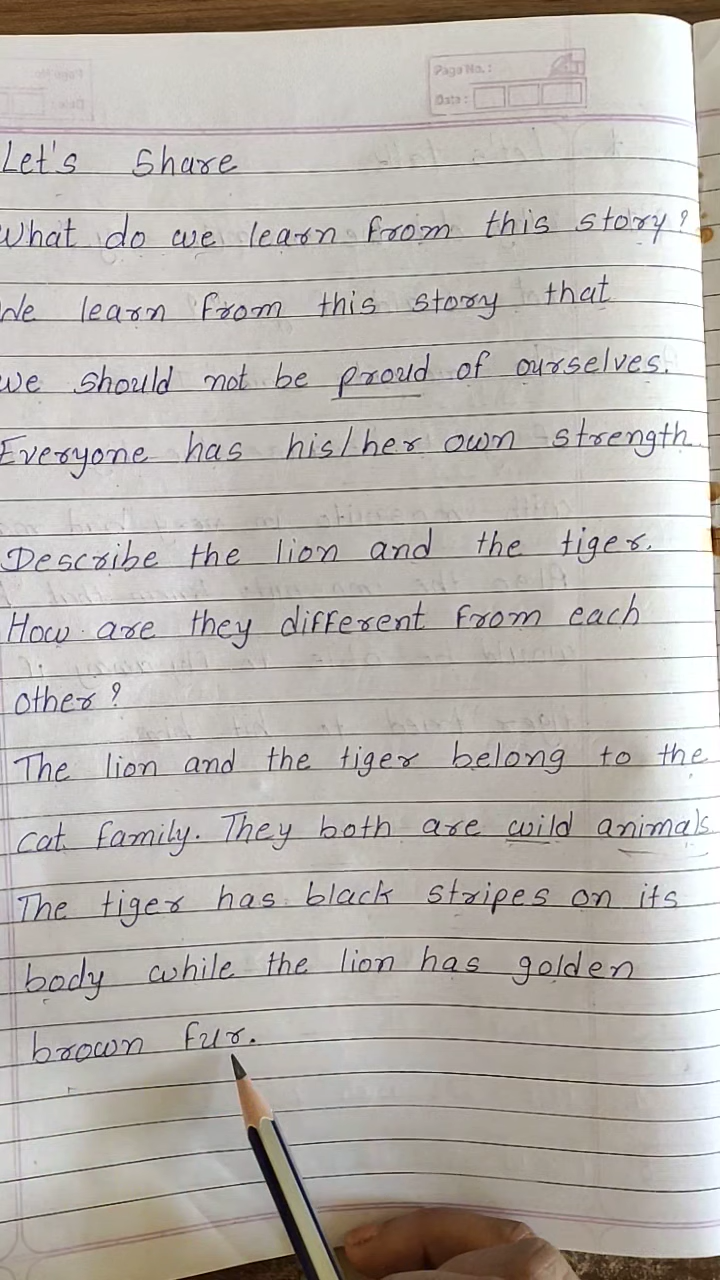 Page No.:
Date:
Let's Share
What do we learn from this story?
We learn from this story that
we should not be proud of ourselves.
Everyone has his/her own strength
Describe the lion and the tiger.
How are they different from each
other?
The lion and the tiger belong to the
cat family. They both are wild animals
The tiger has black stripes on its
body while the lion has golden
brown fur.